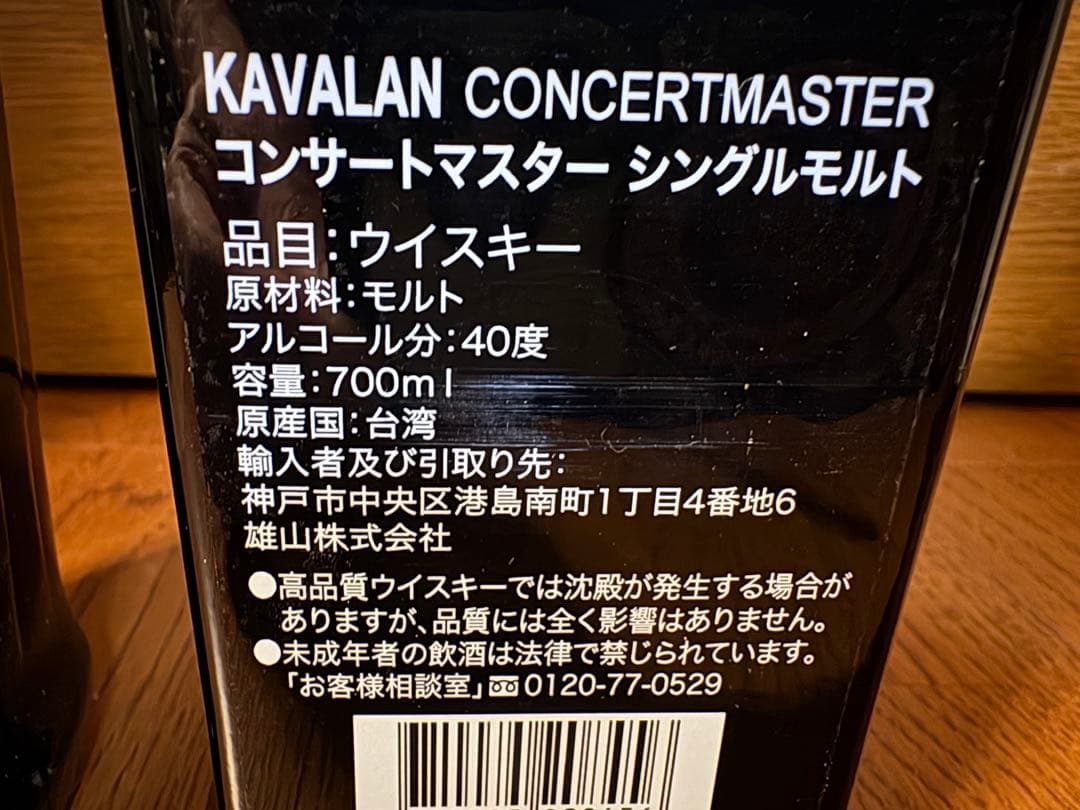 KAVALAN CONCERTMASTER
コンサートマスター シングルモルト
品目：ウイスキー
原材料：モルト
アルコール分：40度
容量：700ml
原産国：台湾
輸入者及び引取り先：
神戸市中央区港島南町1丁目4番地6
雄山株式会社
●高品質ウイスキーでは沈殿が発生する場合が
ありますが、品質には全く影響はありません。
●未成年者の飲酒は法律で禁じられています。
「お客様相談室」 0120-77-0529